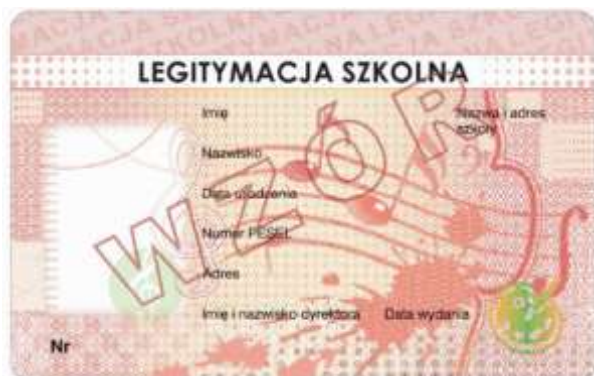 LEGITYMACJA SZKOLNA
Imię
Nazwa i adres
szkoły
Nazwisko
Data urodzenia
Numer PESEL
Adres
Imię i nazwisko dyrektora Data wydania
Nr
WZÓR